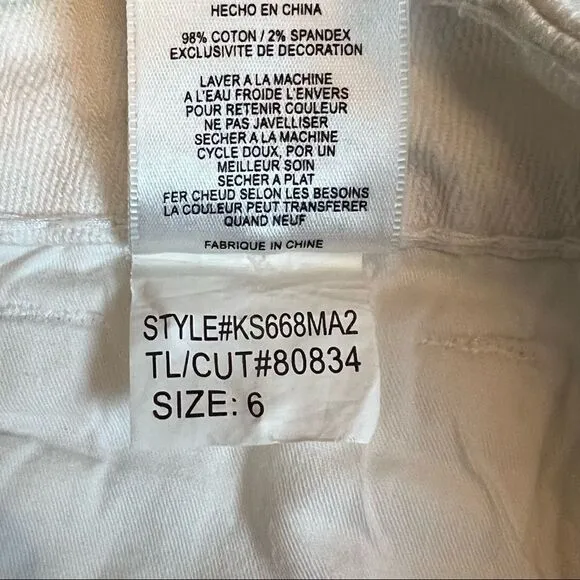 HECHO EN CHINA
98% COTON / 2% SPANDEX
EXCLUSIVITE DE DECORATION
LAVER A LA MACHINE
A L'EAU FROIDE L'ENVERS
POUR RETENIR COULEUR
NE PAS JAVELLISER
SECHER A LA MACHINE
CYCLE DOUX, POR UN
MEILLEUR SOIN
SECHER A PLAT
FER CHEUD SELON LES BESOINS
LA COULEUR PEUT TRANSFERER
QUAND NEUF
FABRIQUE IN CHINE
STYLE#KS668MA2
TL/CUT#80834
SIZE: 6